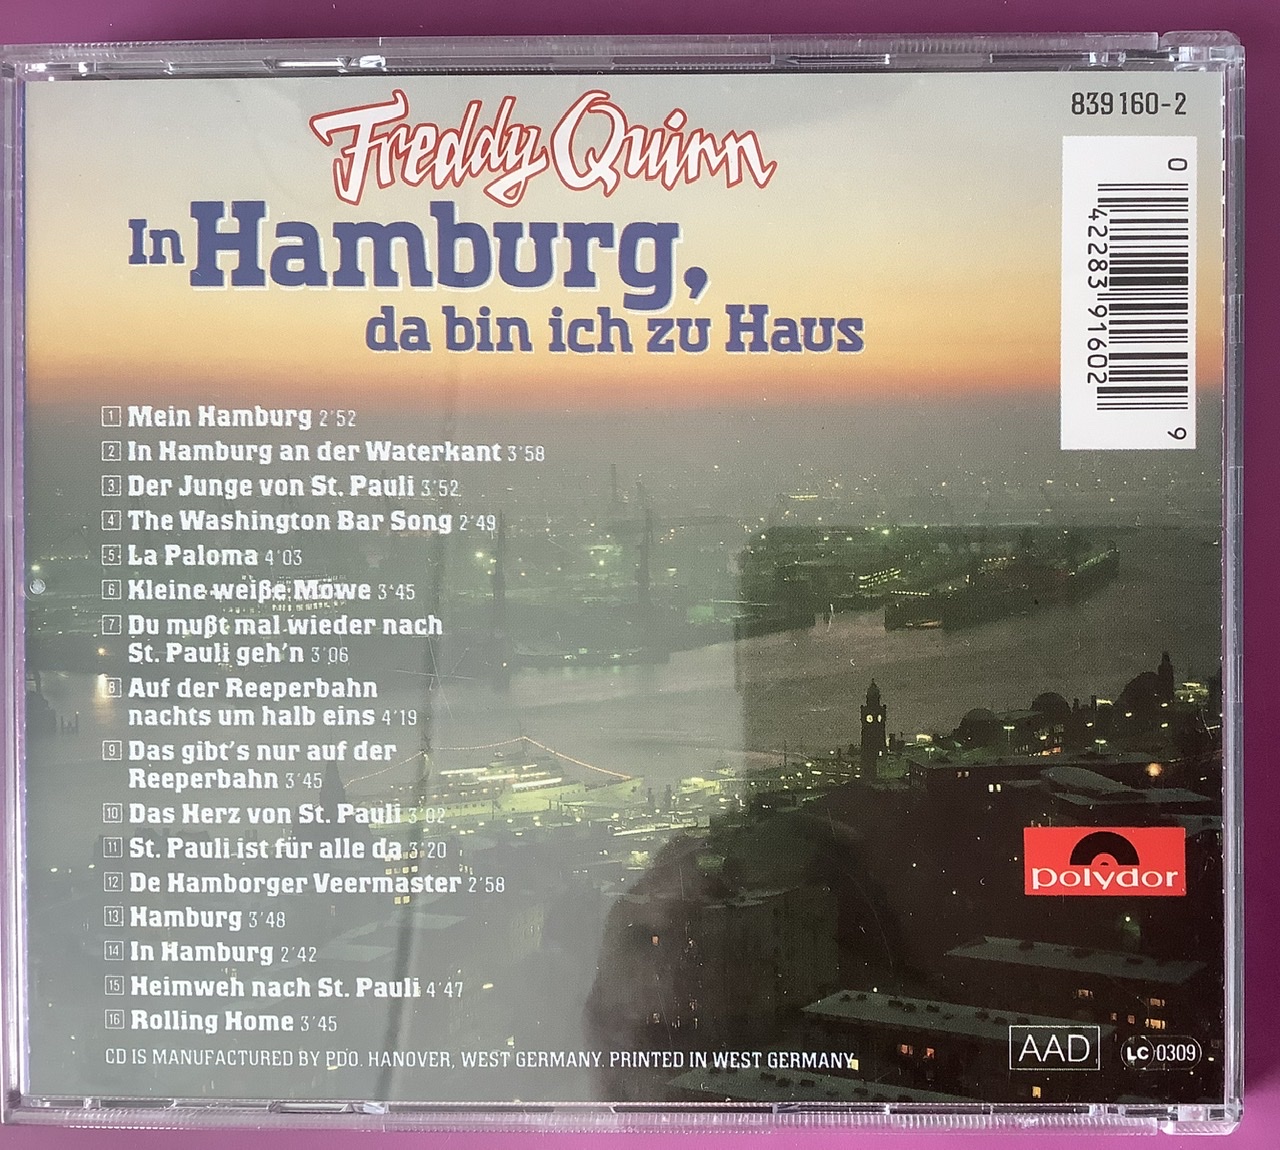 Freddy Quinn
In Hamburg,
da bin ich zu Haus
839 160-2
0 42283 91602 9
1 Mein Hamburg 2'52
2 In Hamburg an der Waterkant 3'58
3 Der Junge von St. Pauli 3'52
4 The Washington Bar Song 2'49
5 La Paloma 4'03
6 Kleine weiße Möwe 3'45
7 Du mußt mal wieder nach
St. Pauli geh'n 3'06
8 Auf der Reeperbahn
nachts um halb eins 4'19
9 Das gibt's nur auf der
Reeperbahn 3'45
10 Das Herz von St. Pauli 3'02
11 St. Pauli ist für alle da 3'20
12 De Hamborger Veermaster 2'58
13 Hamburg 3'48
14 In Hamburg 2'42
15 Heimweh nach St. Pauli 4'47
16 Rolling Home 3'45
polydor
CD IS MANUFACTURED BY PDO. HANOVER, WEST GERMANY. PRINTED IN WEST GERMANY
AAD
LC 0309